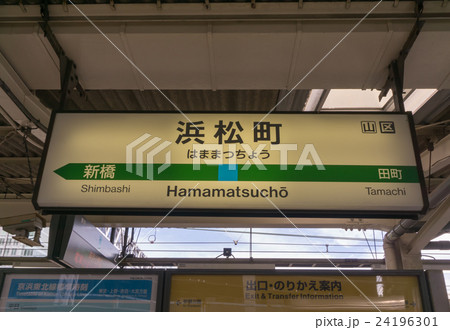 浜松町
山 区
はままつちょう
新橋
田町
Shimbashi
Hamamatsuchō
Tamachi
出口・のりかえ案内
Exit & Transfer Information
PIXTA
pixta.jp - 24196301